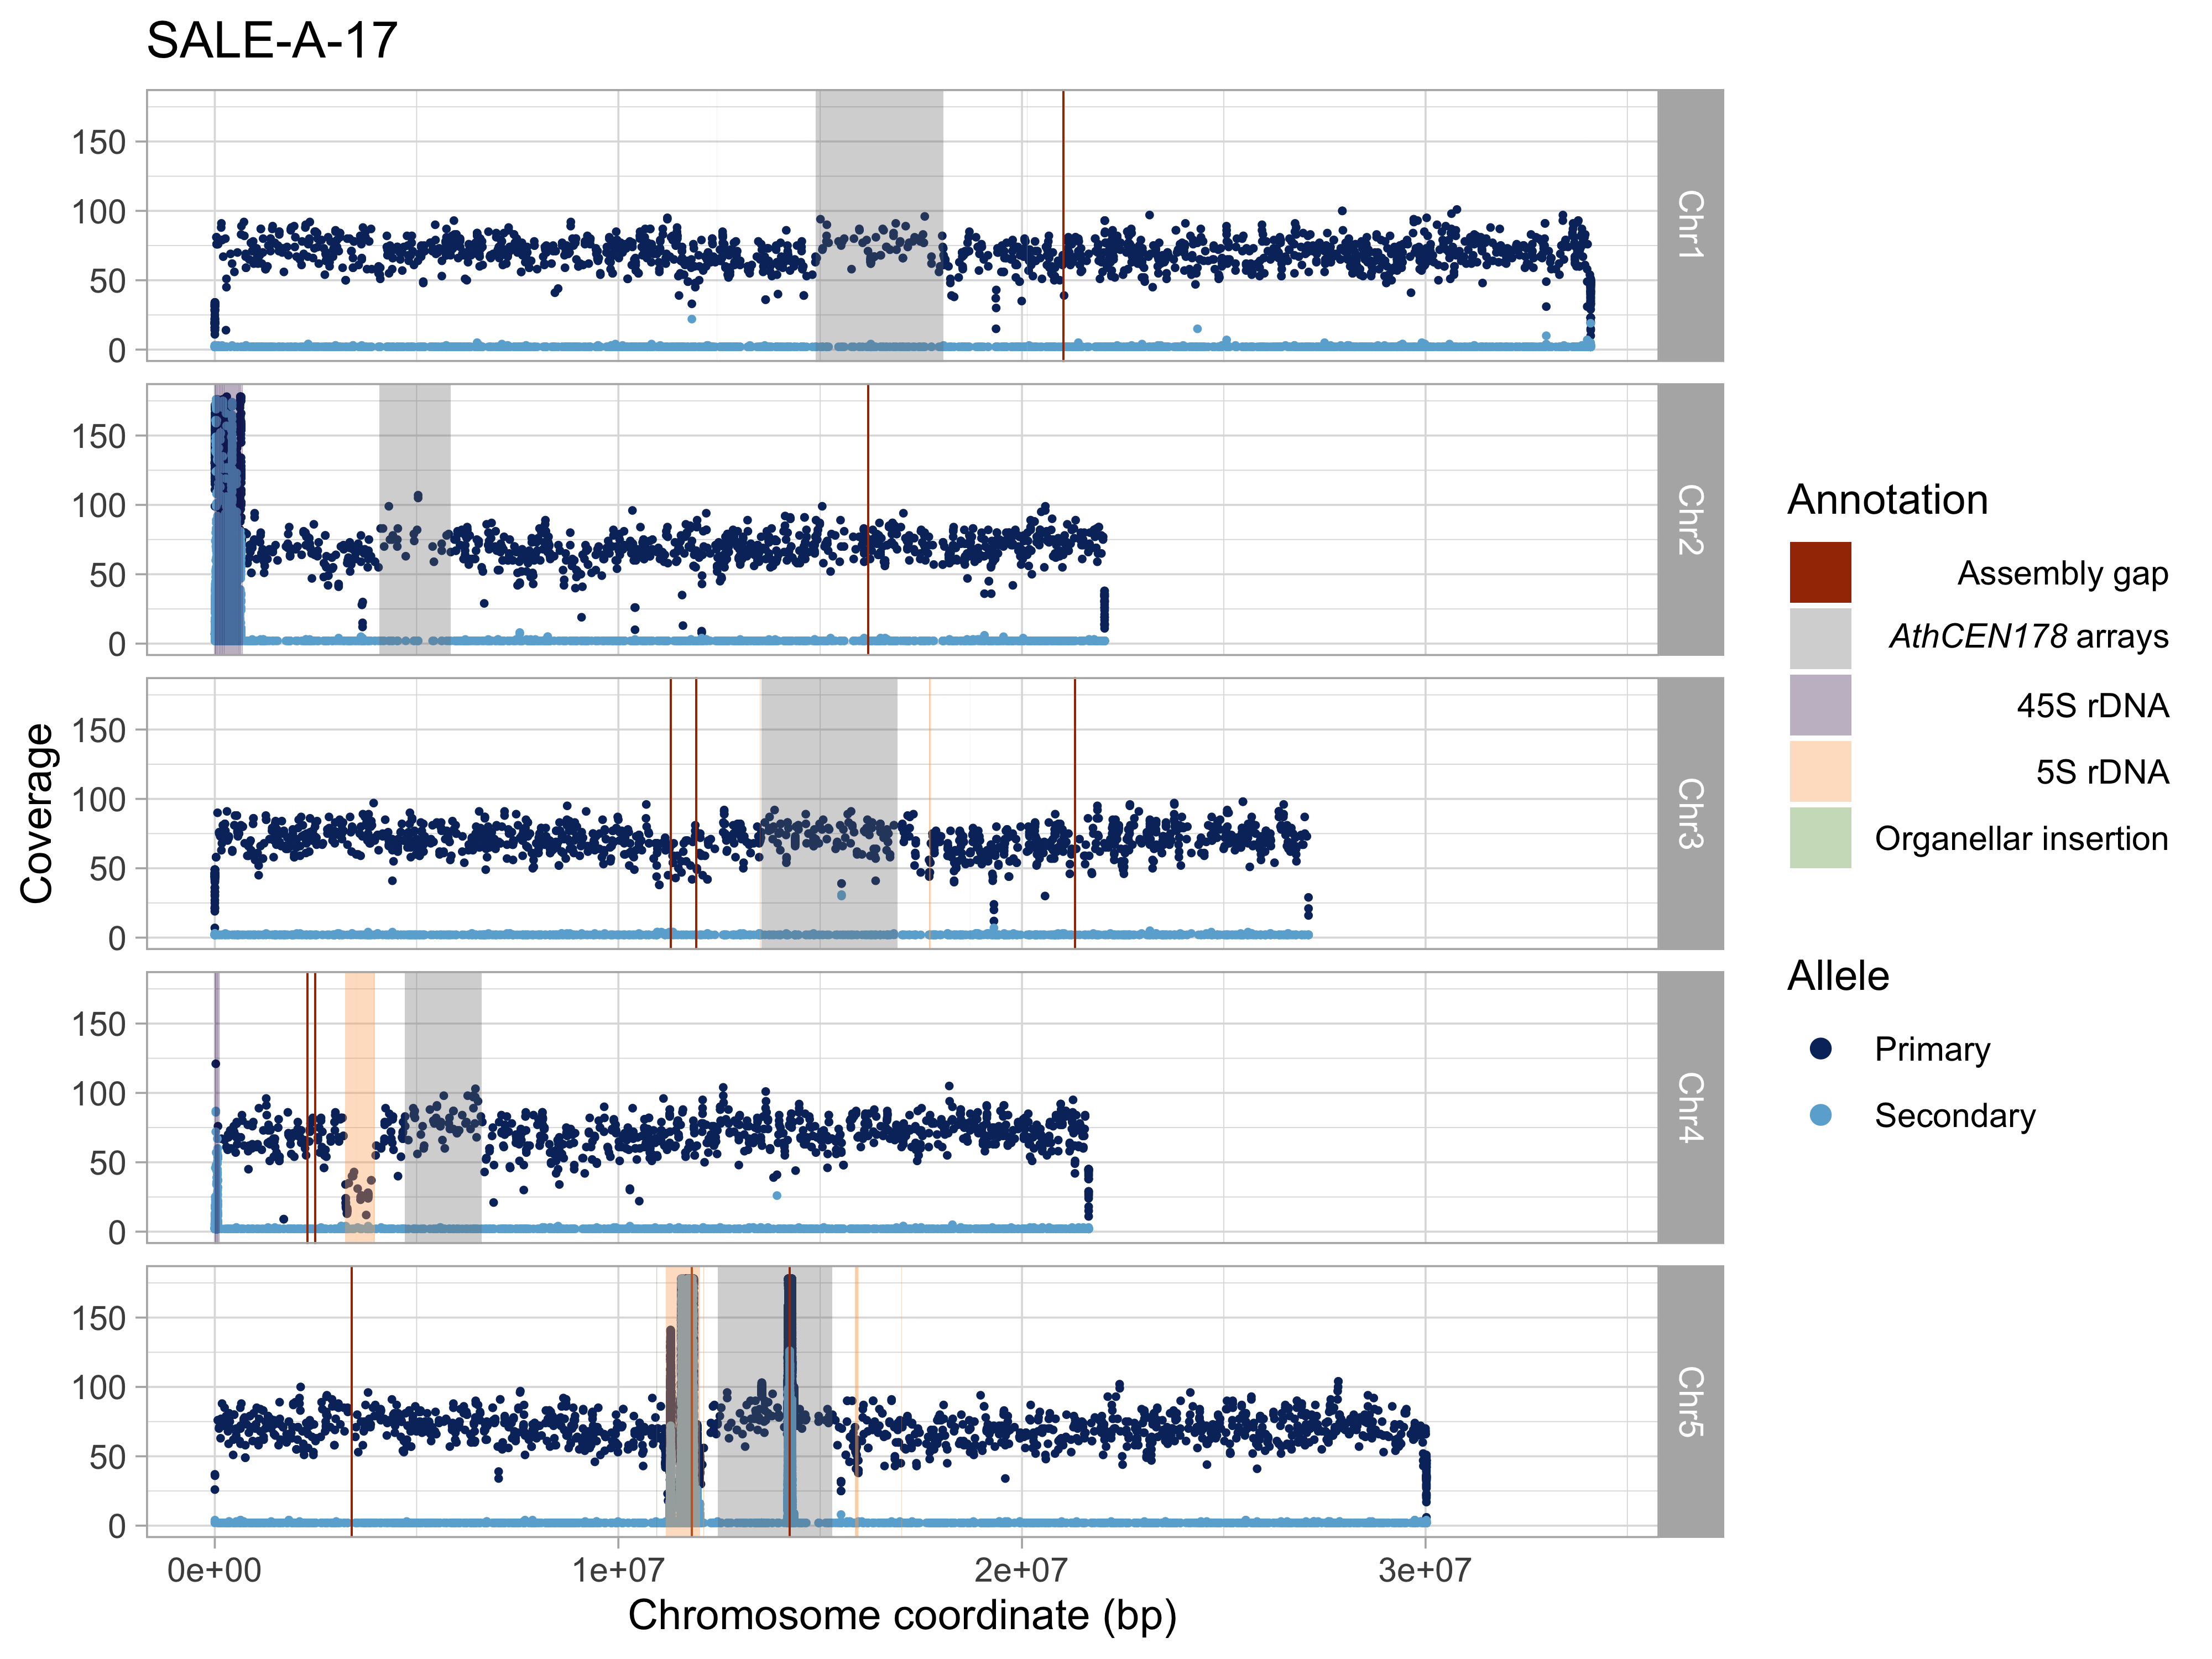 SALE-A-17
150
100
50
0
Chr1
150
100
50
0
Chr2
150
100
50
0
Chr3
150
100
50
0
Chr4
150
100
50
0
Chr5
Coverage
0e+00
1e+07
2e+07
3e+07
Chromosome coordinate (bp)
Annotation
Assembly gap
AthCEN178 arrays
45S rDNA
5S rDNA
Organellar insertion
Allele
Primary
Secondary